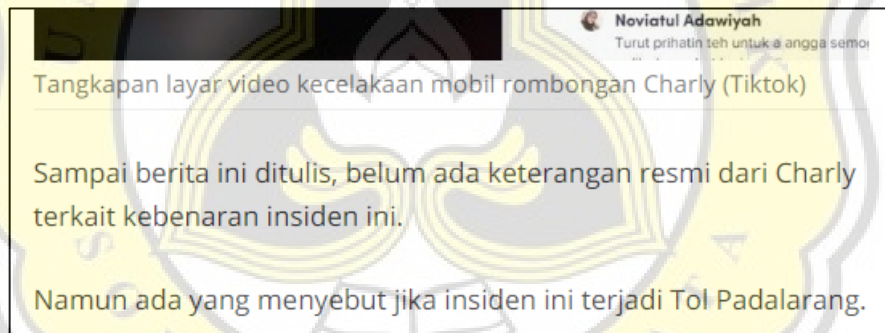 Noviatul Adawiyah
Turut prihatin teh untuk a angga semo
Tangkapan layar video kecelakaan mobil rombongan Charly (Tiktok)
Sampai berita ini ditulis, belum ada keterangan resmi dari Charly
terkait kebenaran insiden ini.
Namun ada yang menyebut jika insiden ini terjadi Tol Padalarang.